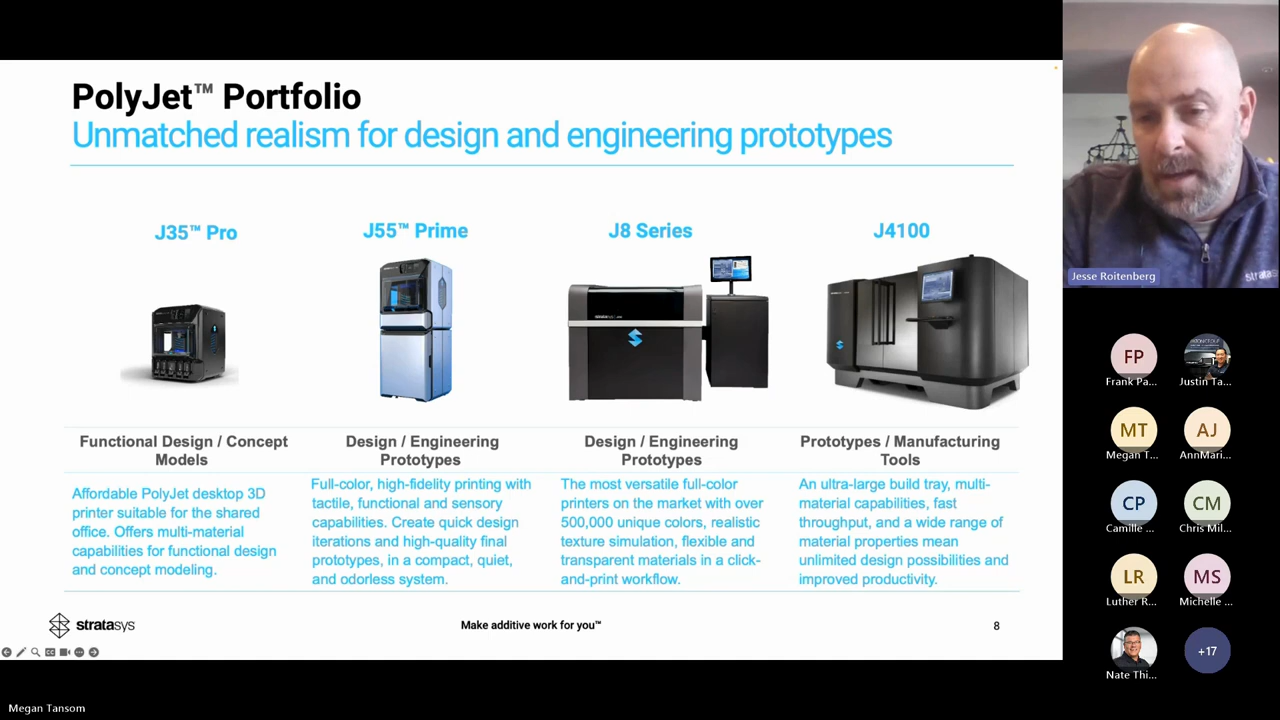 PolyJet™ Portfolio
Unmatched realism for design and engineering prototypes
J35™ Pro
J55™ Prime
J8 Series
J4100
Functional Design / Concept
Models
Design / Engineering
Prototypes
Design / Engineering
Prototypes
Prototypes / Manufacturing
Tools
Affordable PolyJet desktop 3D
printer suitable for the shared
office. Offers multi-material
capabilities for functional design
and concept modeling.
Full-color, high-fidelity printing with
tactile, functional and sensory
capabilities. Create quick design
iterations and high-quality final
prototypes, in a compact, quiet,
and odorless system.
The most versatile full-color
printers on the market with over
500,000 unique colors, realistic
texture simulation, flexible and
transparent materials in a click-
and-print workflow.
An ultra-large build tray, multi-
material capabilities, fast
throughput, and a wide range of
material properties mean
unlimited design possibilities and
improved productivity.
stratasys
Make additive work for you™
8
Jesse Roitenberg
FP
Frank Pa...
Justin Ta...
MT
Megan T...
AJ
AnnMari...
CP
Camille ...
CM
Chris Mil...
LR
Luther R...
MS
Michelle ...
Nate Thi...
+17
Megan Tansom